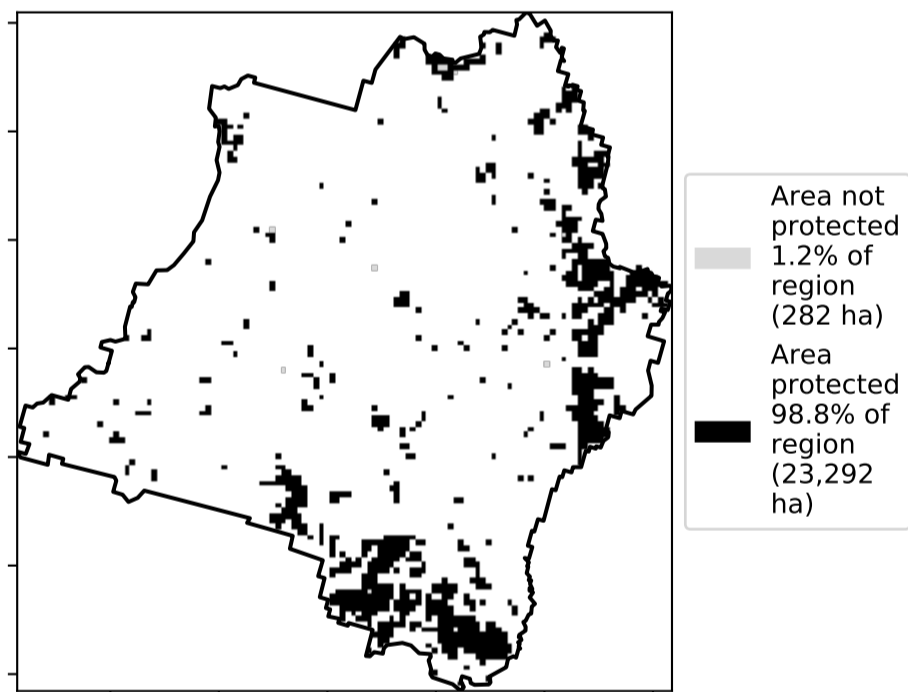 Area not
protected
1.2% of
region
(282 ha)
Area
protected
98.8% of
region
(23,292
ha)